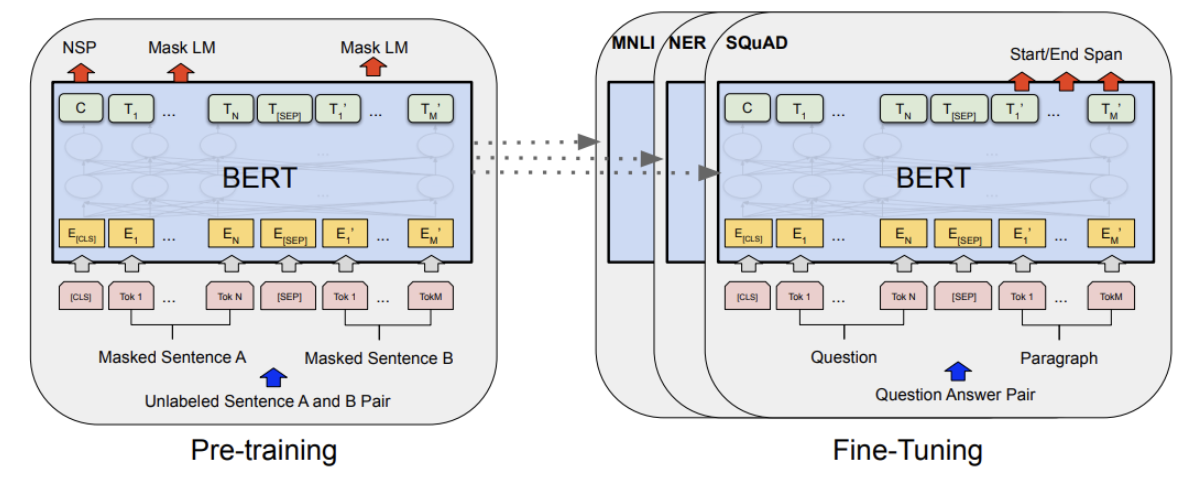 NSP Mask LM Mask LM
C T1 ... TN T[SEP] T1' ... TM'
...
BERT
...
E[CLS] E1 ... EN E[SEP] E1' ... EM'
[CLS] Tok 1 ... Tok N [SEP] Tok 1 ... TokM
Masked Sentence A Masked Sentence B
Unlabeled Sentence A and B Pair
Pre-training
MNLI NER SQuAD
Start/End Span
C T1 ... TN T[SEP] T1' ... TM'
...
BERT
...
E[CLS] E1 ... EN E[SEP] E1' ... EM'
[CLS] Tok 1 ... Tok N [SEP] Tok 1 ... TokM
Question Paragraph
Question Answer Pair
Fine-Tuning